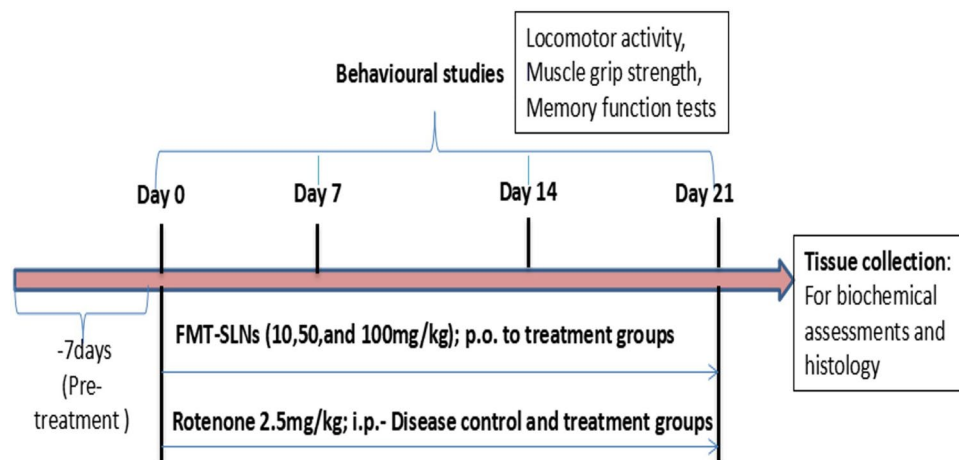 Behavioural studies
Locomotor activity,
Muscle grip strength,
Memory function tests
Day 0
Day 7
Day 14
Day 21
-7days
(Pre-
treatment )
FMT-SLNs (10,50,and 100mg/kg); p.o. to treatment groups
Rotenone 2.5mg/kg; i.p.- Disease control and treatment groups
Tissue collection:
For biochemical
assessments and
histology